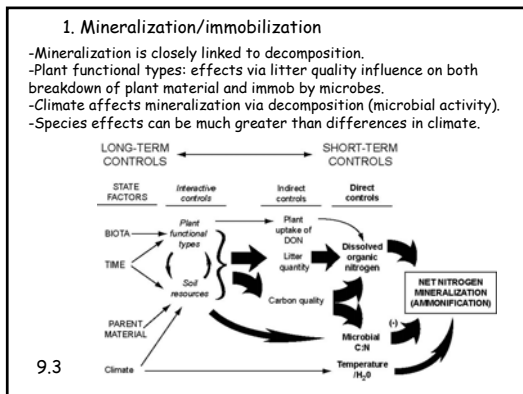 1. Mineralization/immobilization
-Mineralization is closely linked to decomposition.
-Plant functional types: effects via litter quality influence on both
breakdown of plant material and immob by microbes.
-Climate affects mineralization via decomposition (microbial activity).
-Species effects can be much greater than differences in climate.
LONG-TERM CONTROLS
SHORT-TERM CONTROLS
STATE FACTORS
Interactive controls
Indirect controls
Direct controls
BIOTA
TIME
PARENT MATERIAL
Climate
Plant functional types
Soil resources
Plant uptake of DON
Litter quantity
Carbon quality
Dissolved organic nitrogen
Microbial C:N
(-)
Temperature /H₂0
NET NITROGEN MINERALIZATION (AMMONIFICATION)
9.3